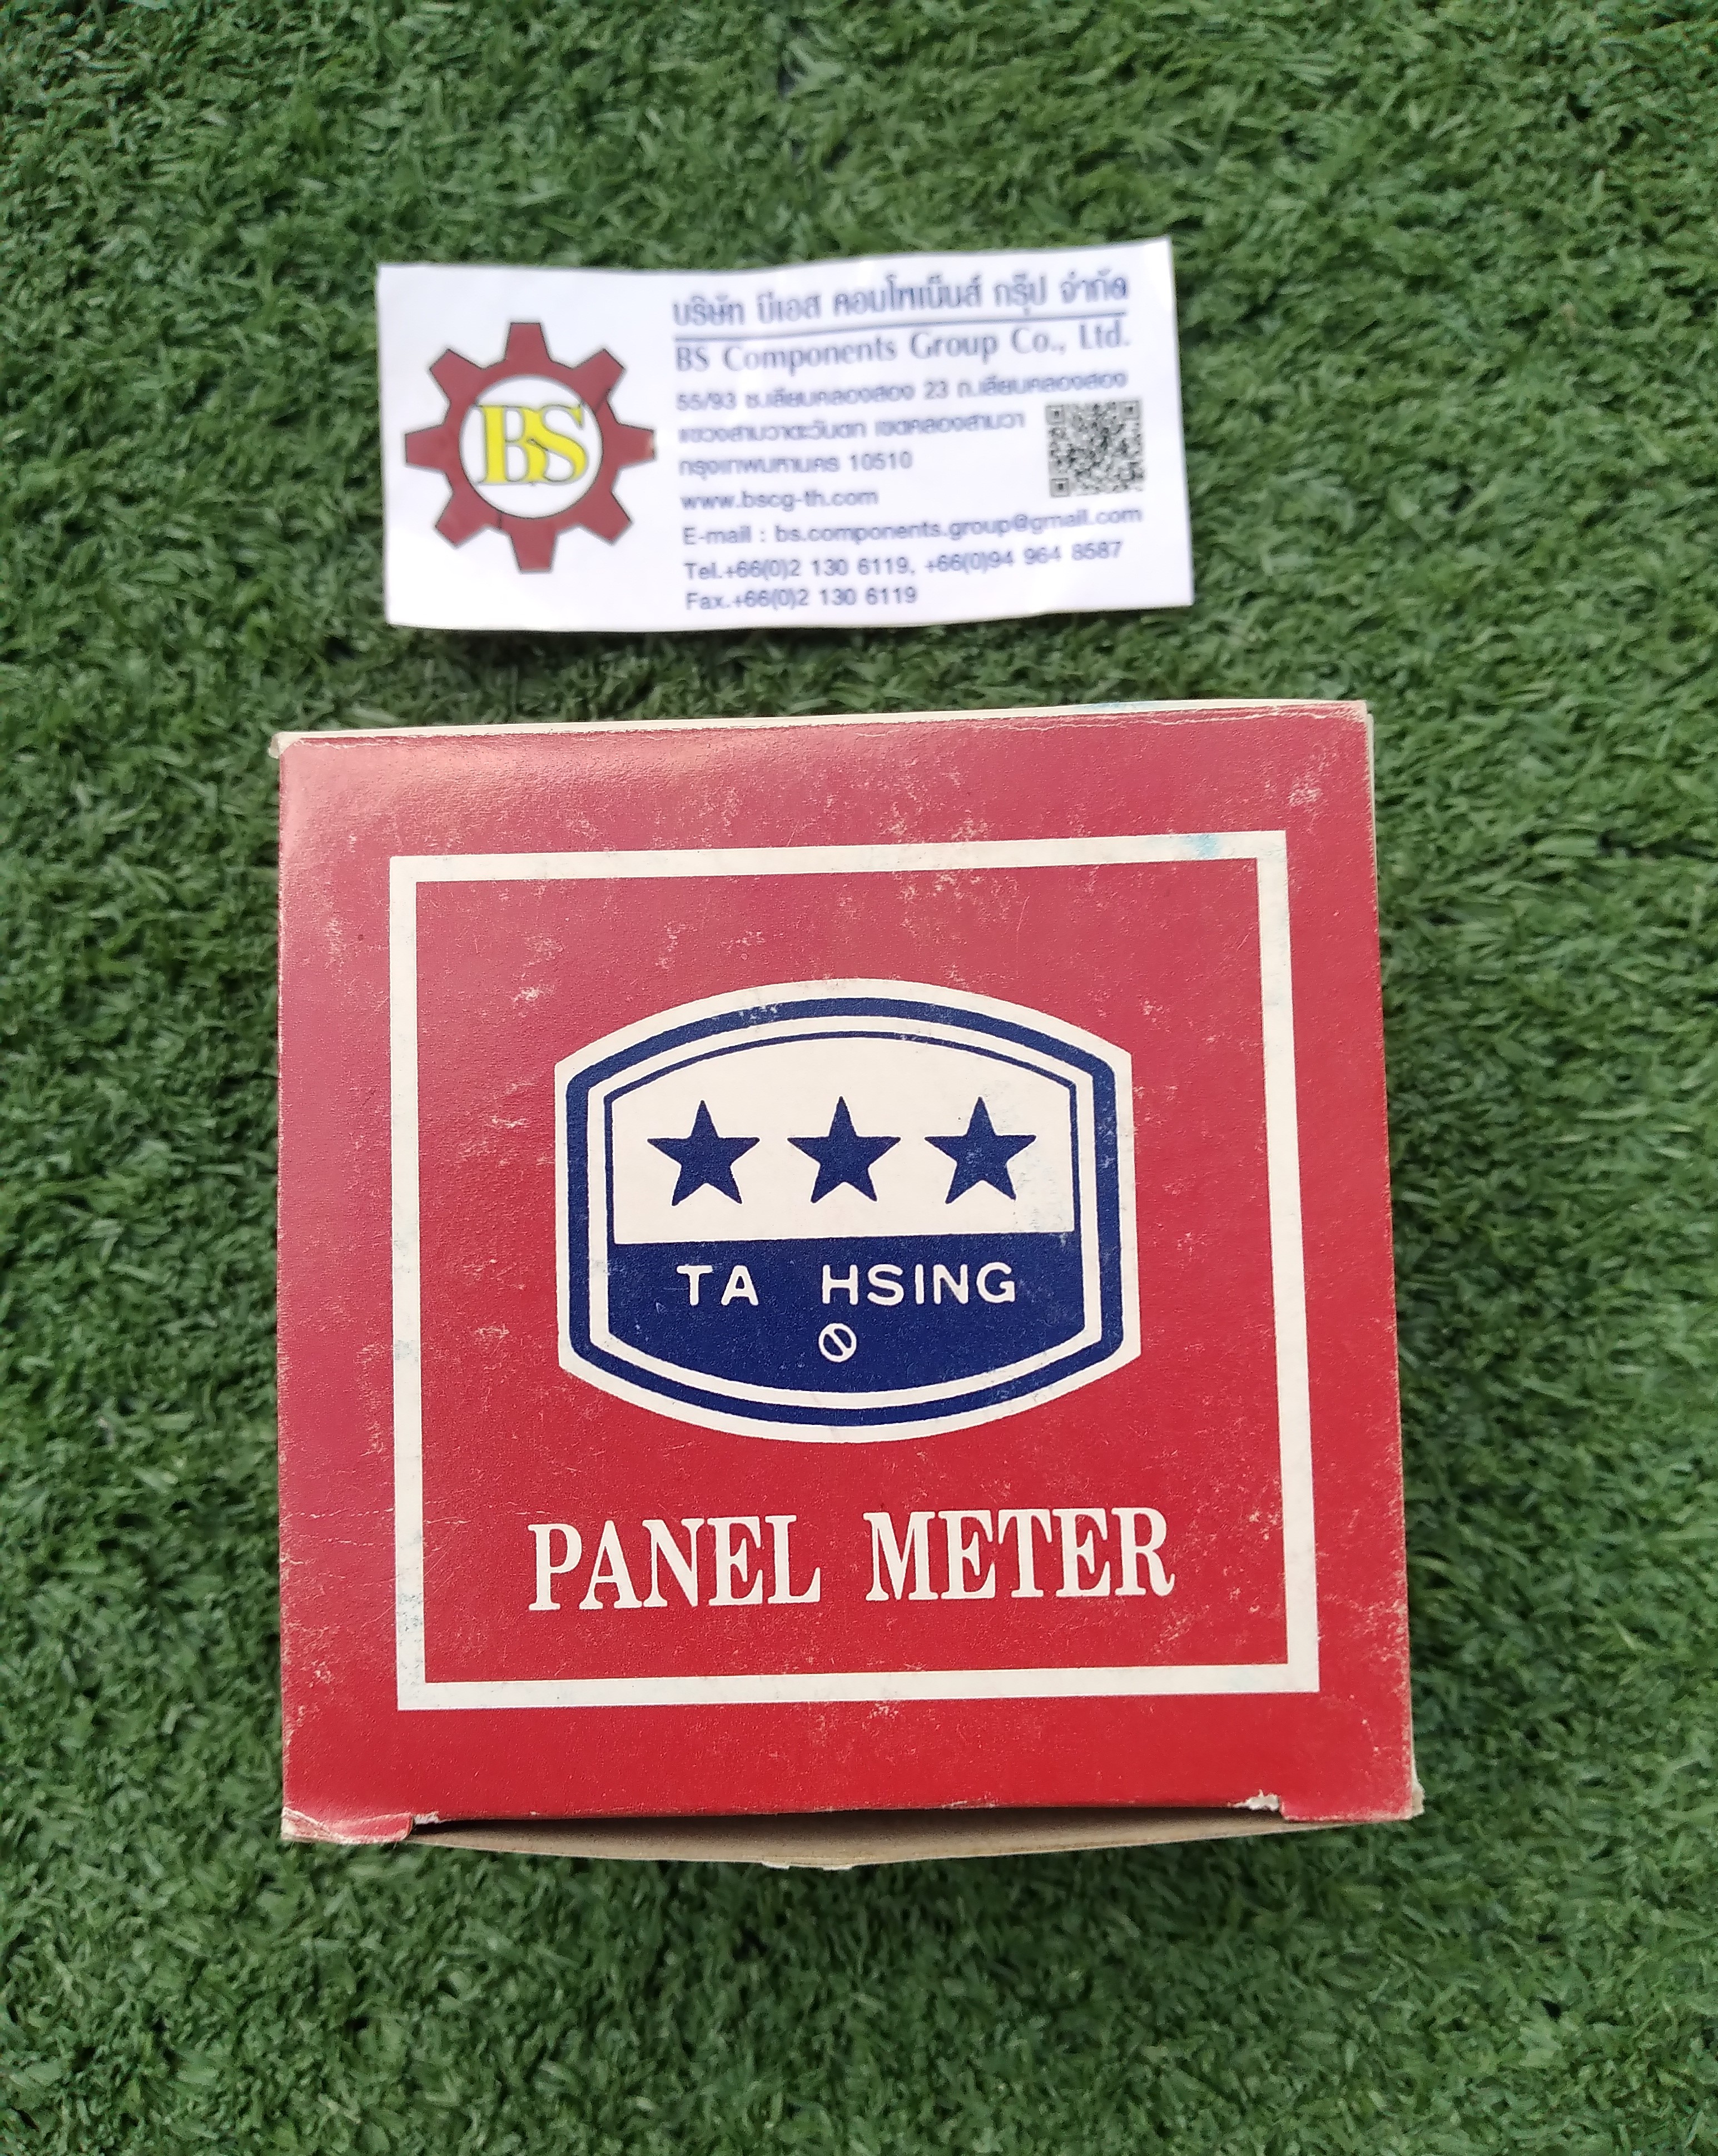 BS
บริษัท บีเอส คอมโพเน็นส์ กรุ๊ป จำกัด
BS Components Group Co., Ltd.
55/93 ซ.เลียบคลองสอง 23 ถ.เลียบคลองสอง
แขวงสามวาตะวันตก เขตคลองสามวา
กรุงเทพมหานคร 10510
www.bscg-th.com
E-mail : bs.components.group@gmail.com
Tel.+66(0)2 130 6119, +66(0)94 964 8587
Fax.+66(0)2 130 6119
TA HSING
PANEL METER